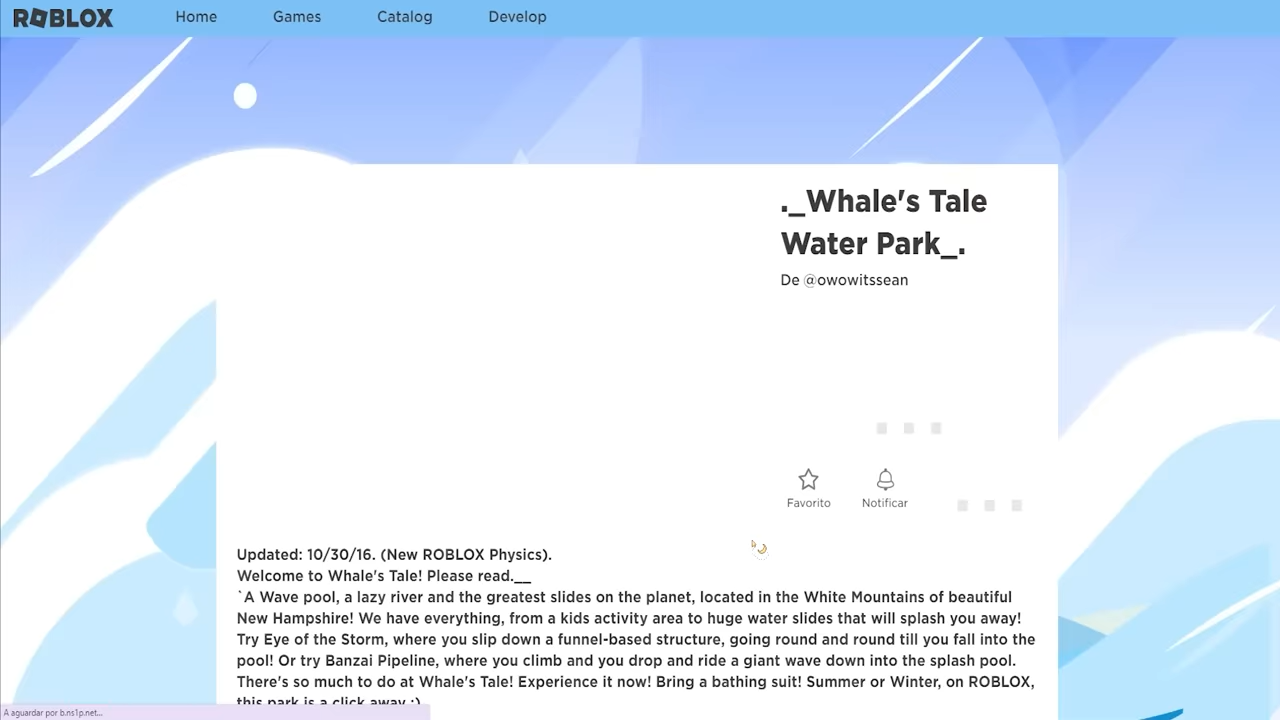 ROBLOX Home Games Catalog Develop
._Whale's Tale
Water Park_.
De @owowitssean
Favorito Notificar
Updated: 10/30/16. (New ROBLOX Physics).
Welcome to Whale's Tale! Please read.__
`A Wave pool, a lazy river and the greatest slides on the planet, located in the White Mountains of beautiful
New Hampshire! We have everything, from a kids activity area to huge water slides that will splash you away!
Try Eye of the Storm, where you slip down a funnel-based structure, going round and round till you fall into the
pool! Or try Banzai Pipeline, where you climb and you drop and ride a giant wave down into the splash pool.
There's so much to do at Whale's Tale! Experience it now! Bring a bathing suit! Summer or Winter, on ROBLOX,
this park is a click away :)
A aguardar por b.ns1p.net...